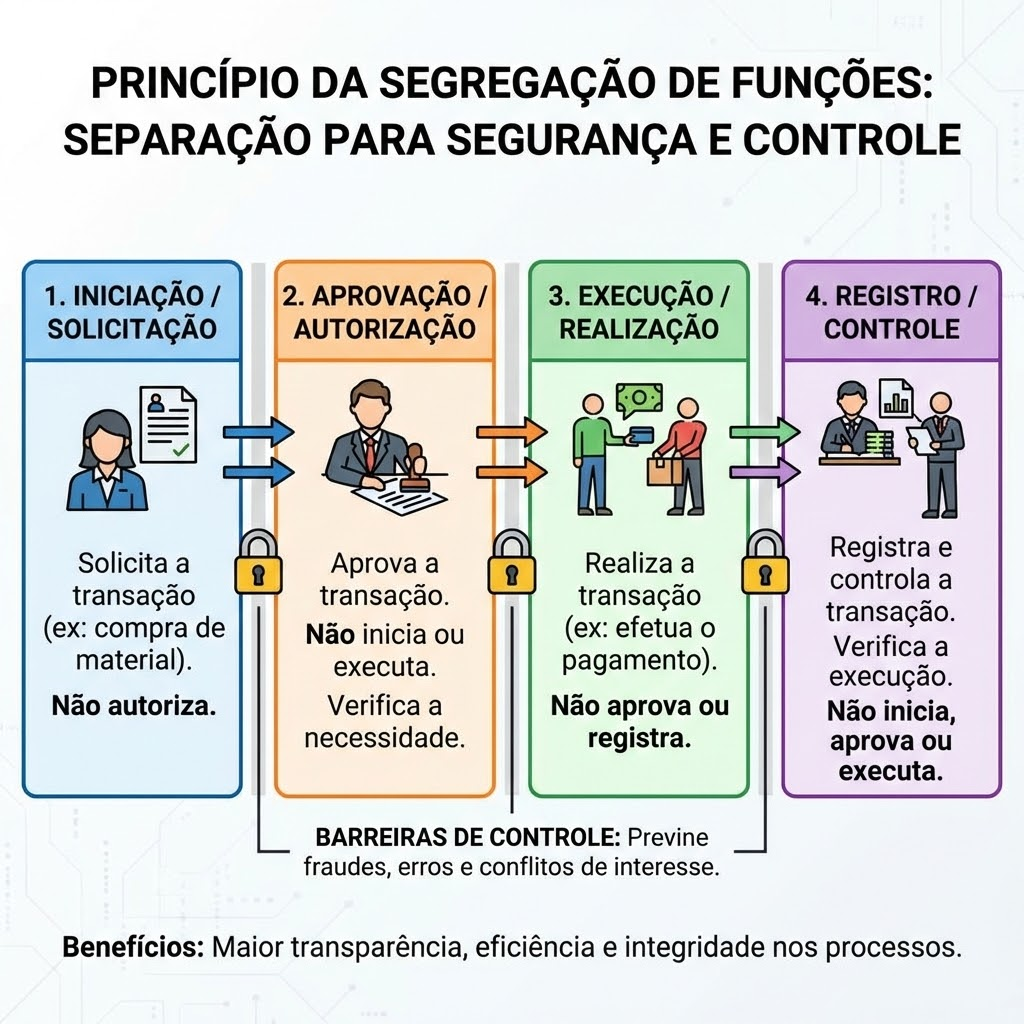 PRINCÍPIO DA SEGREGAÇÃO DE FUNÇÕES:
SEPARAÇÃO PARA SEGURANÇA E CONTROLE
1. INICIAÇÃO /
SOLICITAÇÃO
Solicita a
transação
(ex: compra de
material).
Não autoriza.
2. APROVAÇÃO /
AUTORIZAÇÃO
Aprova a
transação.
Não inicia ou
executa.
Verifica a
necessidade.
3. EXECUÇÃO /
REALIZAÇÃO
Realiza a
transação
(ex: efetua o
pagamento).
Não aprova ou
registra.
4. REGISTRO /
CONTROLE
Registra e
controla a
transação.
Verifica a
execução.
Não inicia,
aprova ou
executa.
BARREIRAS DE CONTROLE: Previne
fraudes, erros e conflitos de interesse.
Benefícios: Maior transparência, eficiência e integridade nos processos.